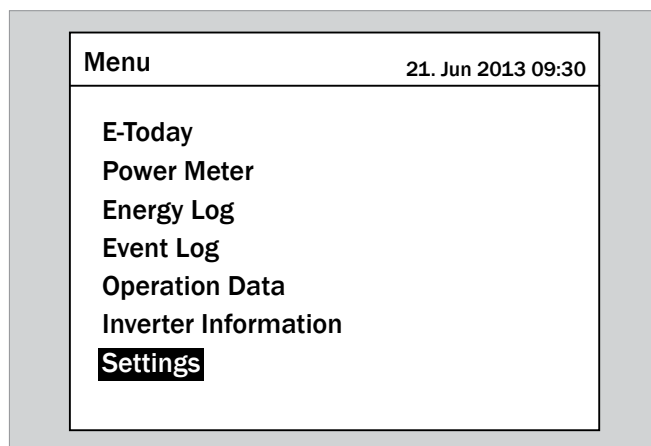 Menu
21. Jun 2013 09:30
E-Today
Power Meter
Energy Log
Event Log
Operation Data
Inverter Information
Settings